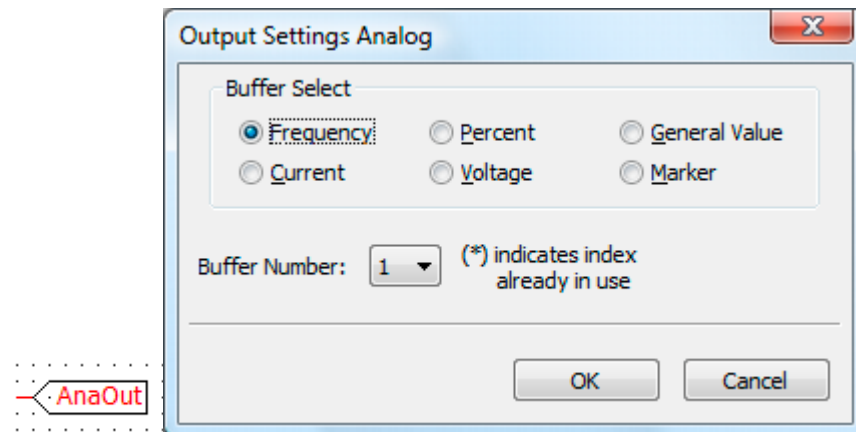 Output Settings Analog
Buffer Select
Frequency Percent General Value
Current Voltage Marker
Buffer Number: 1 (*) indicates index
already in use
OK Cancel
AnaOut